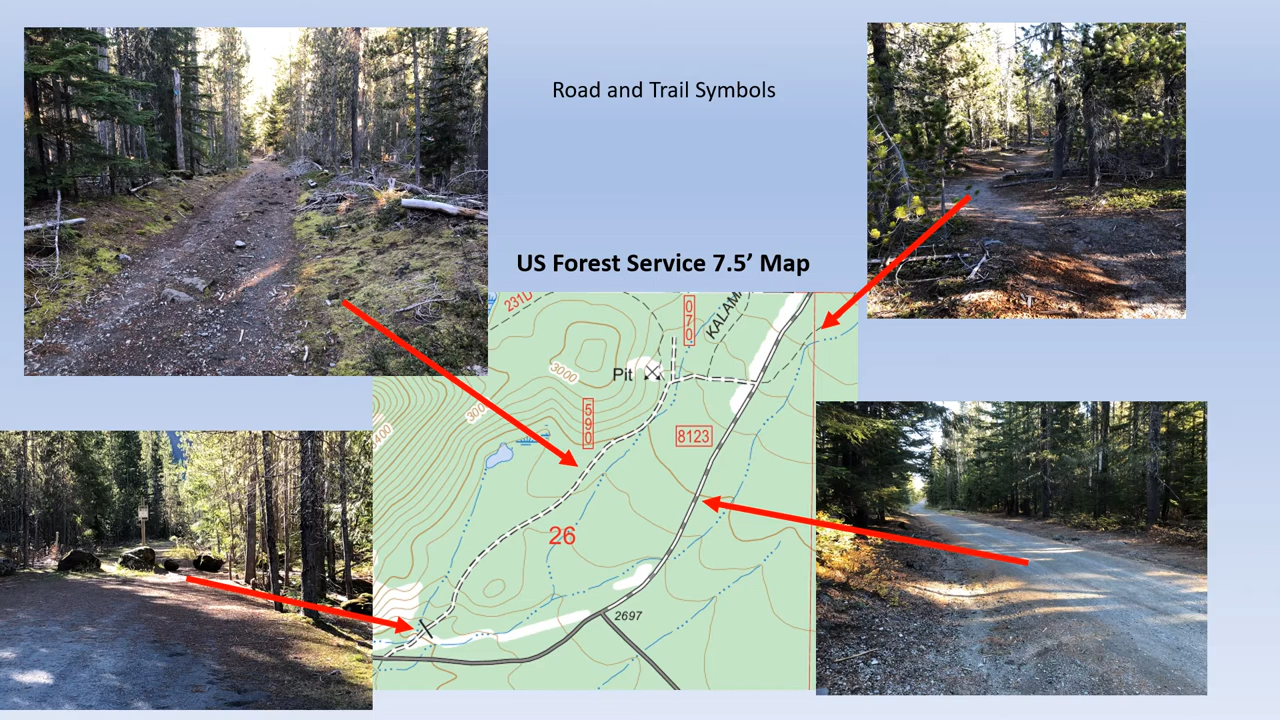 Road and Trail Symbols
US Forest Service 7.5’ Map
231D
070
KALAM
Pit
3000
300
590
8123
400
26
2697